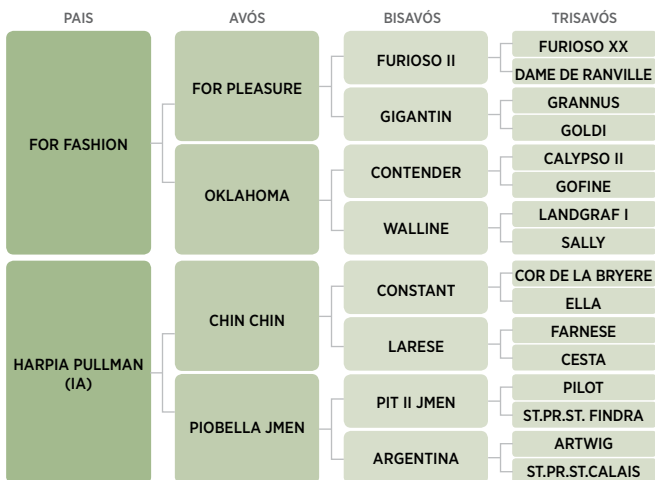 PAIS AVÓS BISAVÓS TRISAVÓS
FOR FASHION
FOR PLEASURE
FURIOSO II
FURIOSO XX
DAME DE RANVILLE
GIGANTIN
GRANNUS
GOLDI
OKLAHOMA
CONTENDER
CALYPSO II
GOFINE
WALLINE
LANDGRAF I
SALLY
HARPIA PULLMAN
(IA)
CHIN CHIN
CONSTANT
COR DE LA BRYERE
ELLA
LARESE
FARNESE
CESTA
PIOBELLA JMEN
PIT II JMEN
PILOT
ST.PR.ST. FINDRA
ARGENTINA
ARTWIG
ST.PR.ST.CALAIS